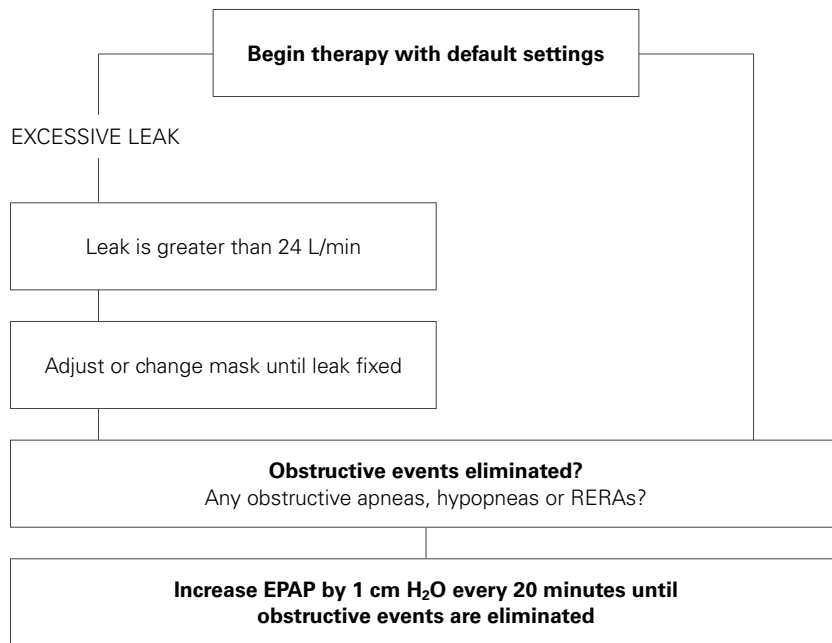 Begin therapy with default settings
EXCESSIVE LEAK
Leak is greater than 24 L/min
Adjust or change mask until leak fixed
Obstructive events eliminated?
Any obstructive apneas, hypopneas or RERAs?
Increase EPAP by 1 cm H₂O every 20 minutes until
obstructive events are eliminated